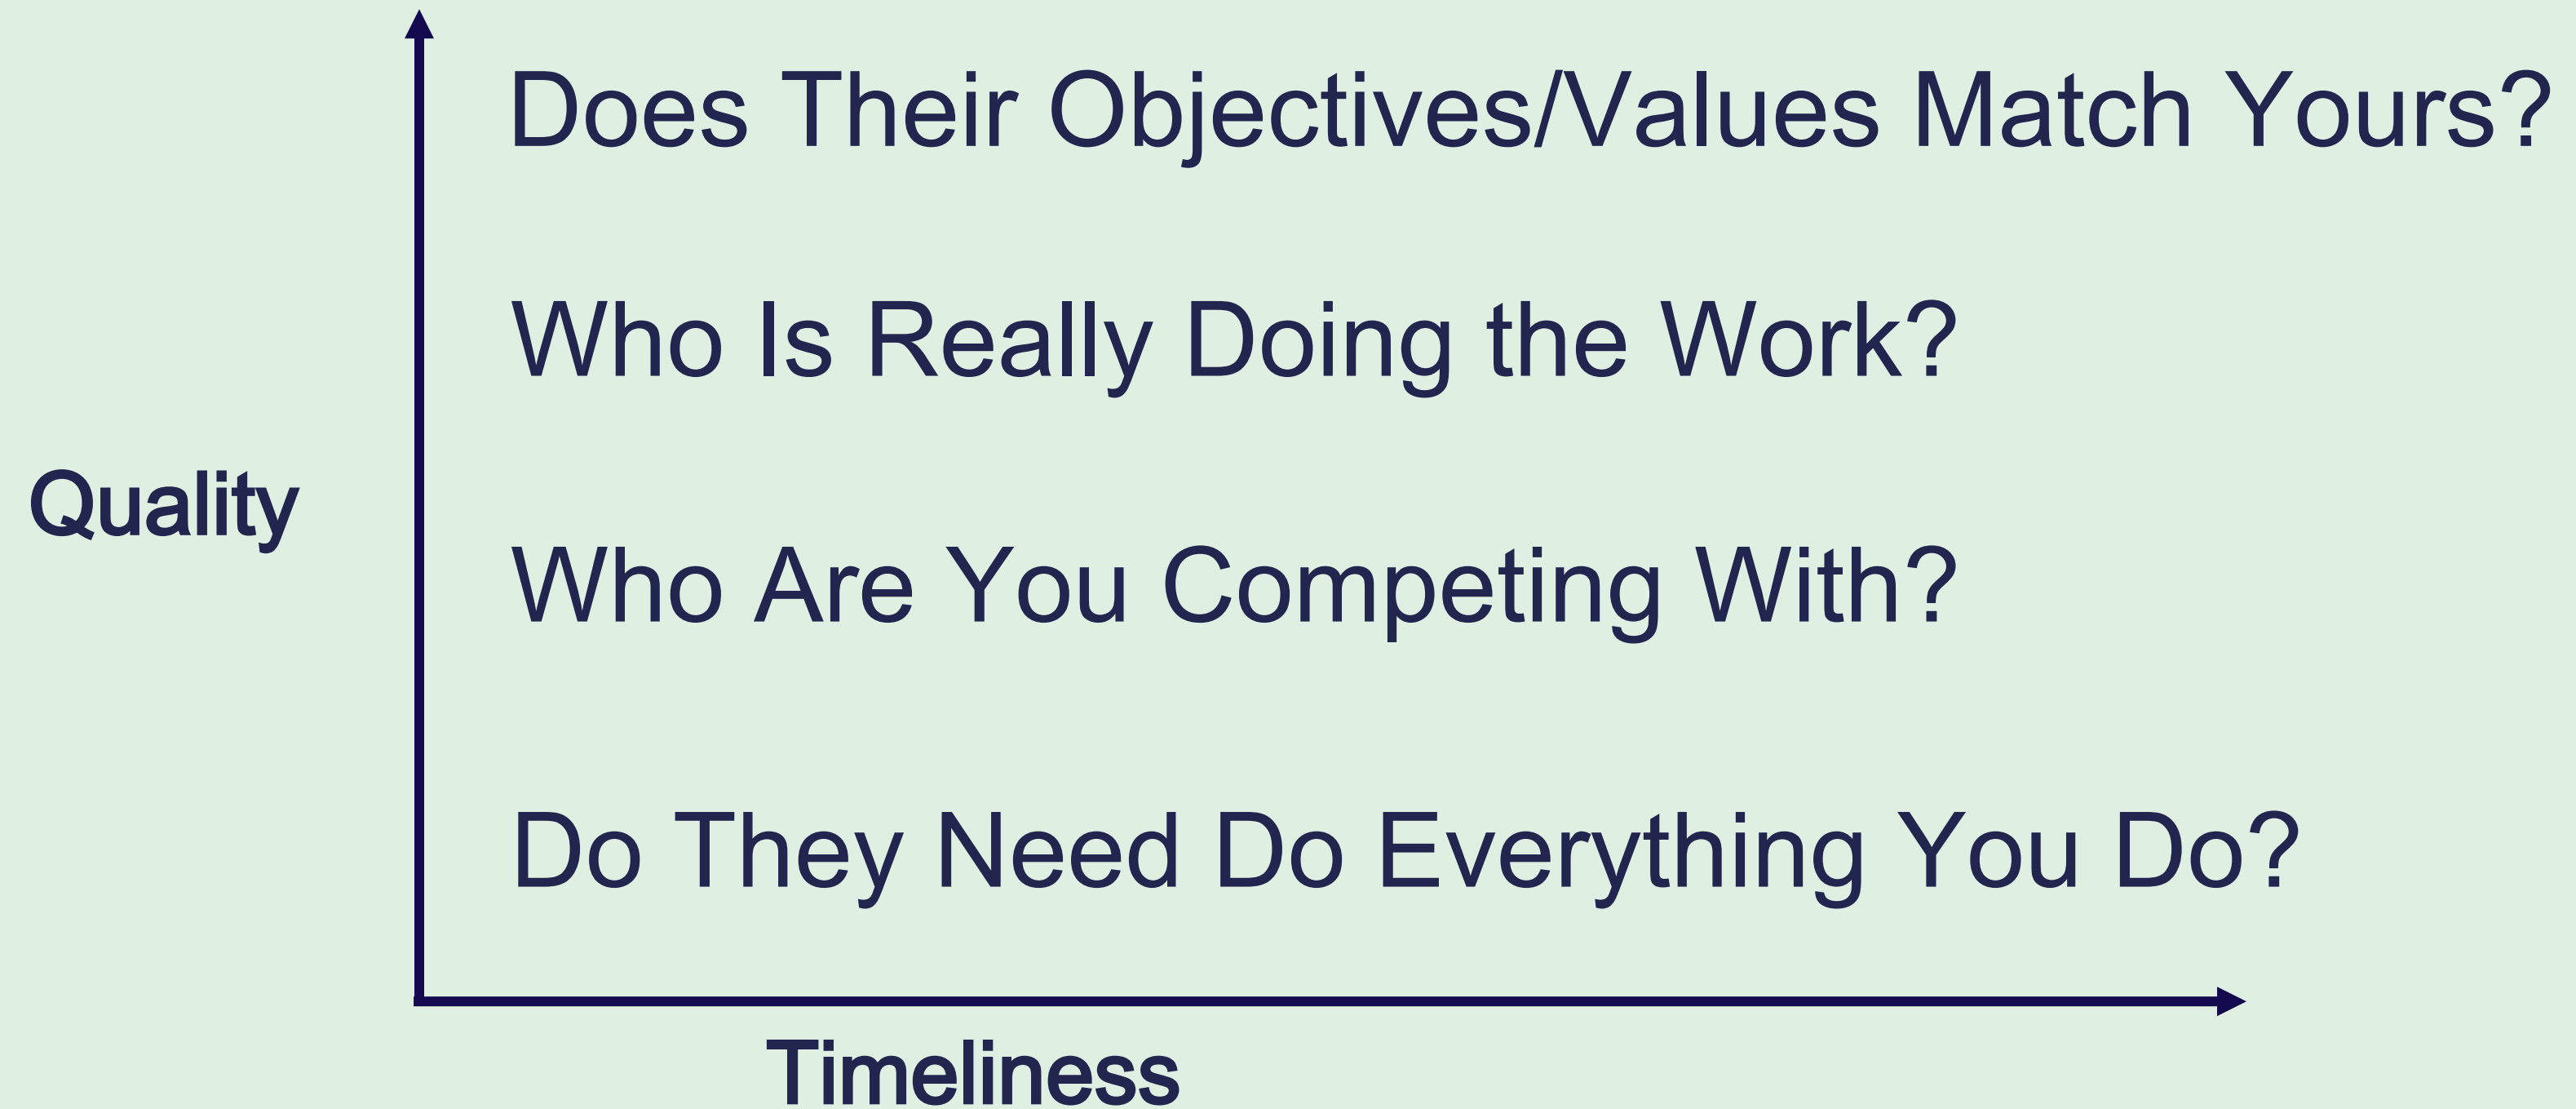 Does Their Objectives/Values Match Yours?
Who Is Really Doing the Work?
Quality
Who Are You Competing With?
Do They Need Do Everything You Do?
Timeliness